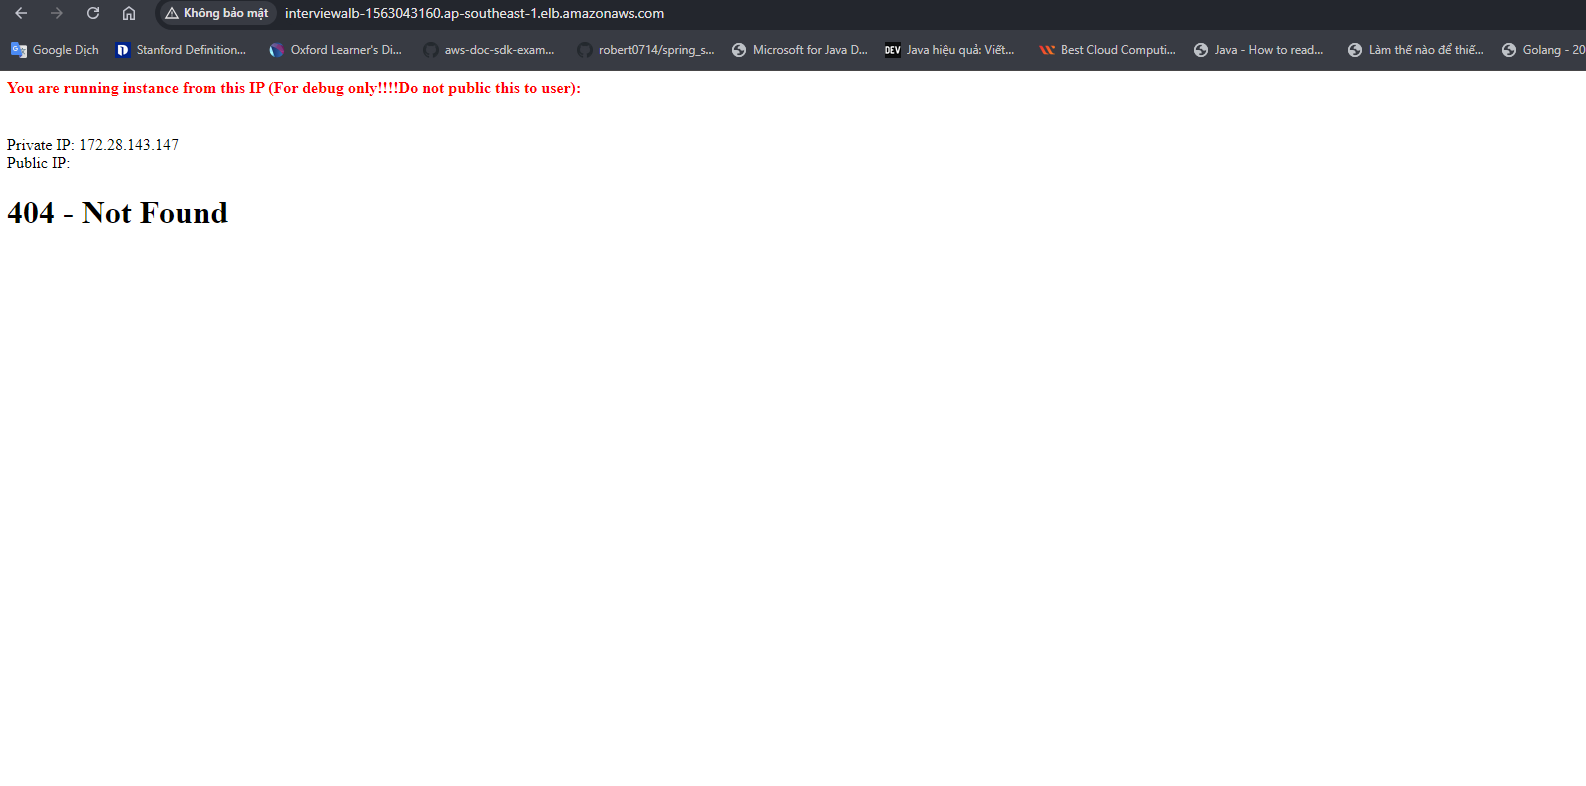 Không bảo mật interviewalb-1563043160.ap-southeast-1.elb.amazonaws.com
Google Dịch Stanford Definition... Oxford Learner's Di... aws-doc-sdk-exam... robert0714/spring_s... Microsoft for Java D... DEV Java hiệu quả: Viết... Best Cloud Computi... Java - How to read... Làm thế nào để thiế... Golang - 20
You are running instance from this IP (For debug only!!!!Do not public this to user):
Private IP: 172.28.143.147
Public IP:
404 - Not Found